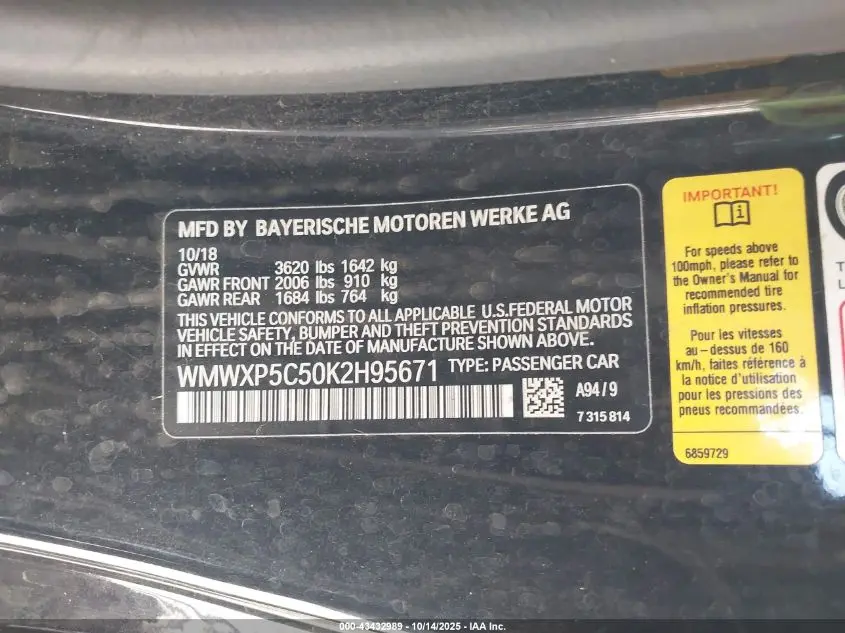 MFD BY BAYERISCHE MOTOREN WERKE AG
10/18
GVWR 3620 lbs 1642 kg
GAWR FRONT 2006 lbs 910 kg
GAWR REAR 1684 lbs 764 kg
THIS VEHICLE CONFORMS TO ALL APPLICABLE U.S.FEDERAL MOTOR
VEHICLE SAFETY, BUMPER AND THEFT PREVENTION STANDARDS
IN EFFECT ON THE DATE OF MANUFACTURE SHOWN ABOVE.
WMWXP5C50K2H95671 TYPE: PASSENGER CAR
A94/9
7 315 814
IMPORTANT!
i
For speeds above
100mph, please refer to
the Owner's Manual for
recommended tire
inflation pressures.
Pour les vitesses
au-dessus de 160
km/h, faites référence
à la notice d'utilisation
pour les pressions des
pneus recommandées.
6859729
T
L
000-43432989 - 10/14/2025 - IAA Inc.